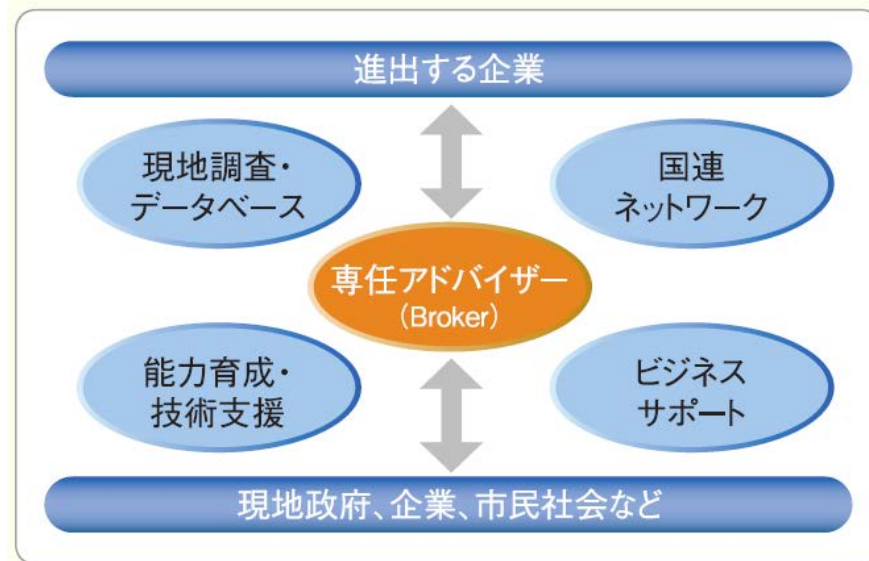 進出する企業
現地調査・
データベース
国連
ネットワーク
専任アドバイザー
(Broker)
能力育成・
技術支援
ビジネス
サポート
現地政府、企業、市民社会など